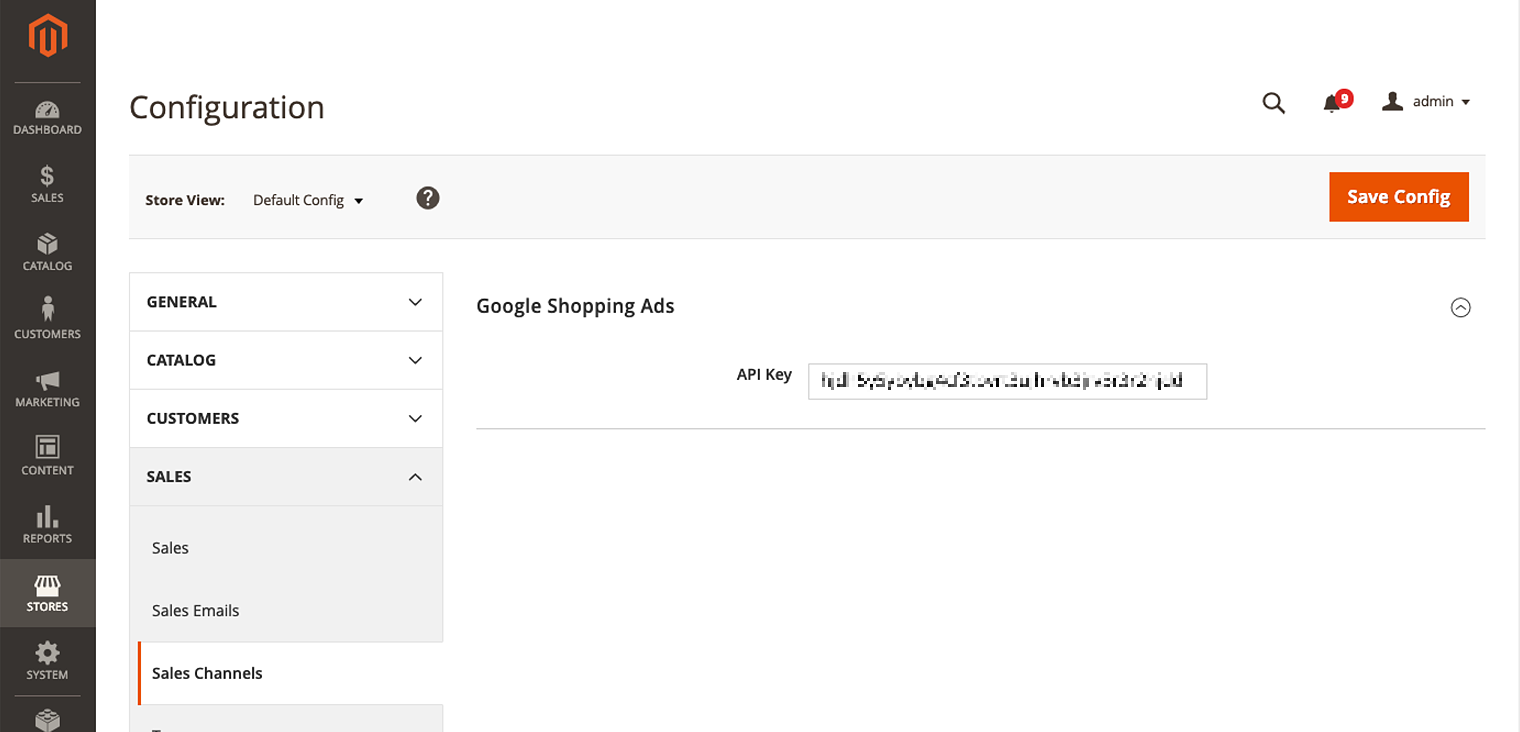 Configuration
9
admin
Store View:
Default Config
?
Save Config
DASHBOARD
$
SALES
CATALOG
CUSTOMERS
MARKETING
CONTENT
REPORTS
STORES
SYSTEM
GENERAL
CATALOG
CUSTOMERS
SALES
Sales
Sales Emails
Sales Channels
Google Shopping Ads
API Key